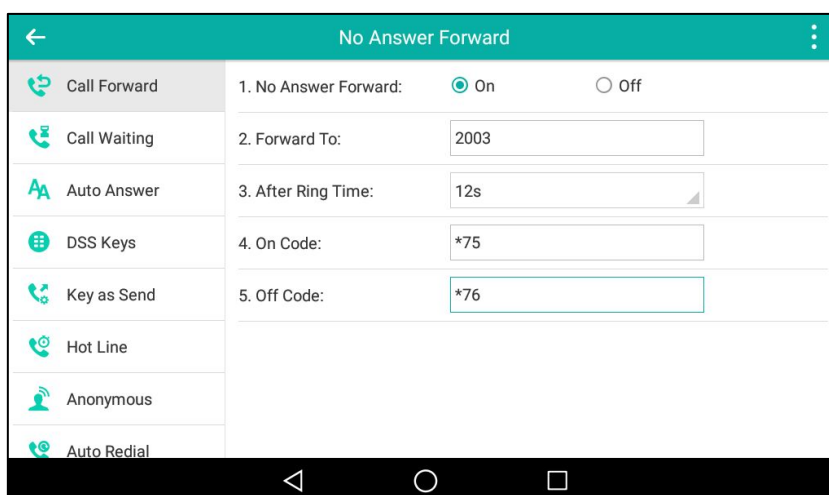 No Answer Forward
Call Forward
1. No Answer Forward: On Off
Call Waiting
2. Forward To: 2003
Auto Answer
3. After Ring Time: 12s
DSS Keys
4. On Code: *75
Key as Send
5. Off Code: *76
Hot Line
Anonymous
Auto Redial